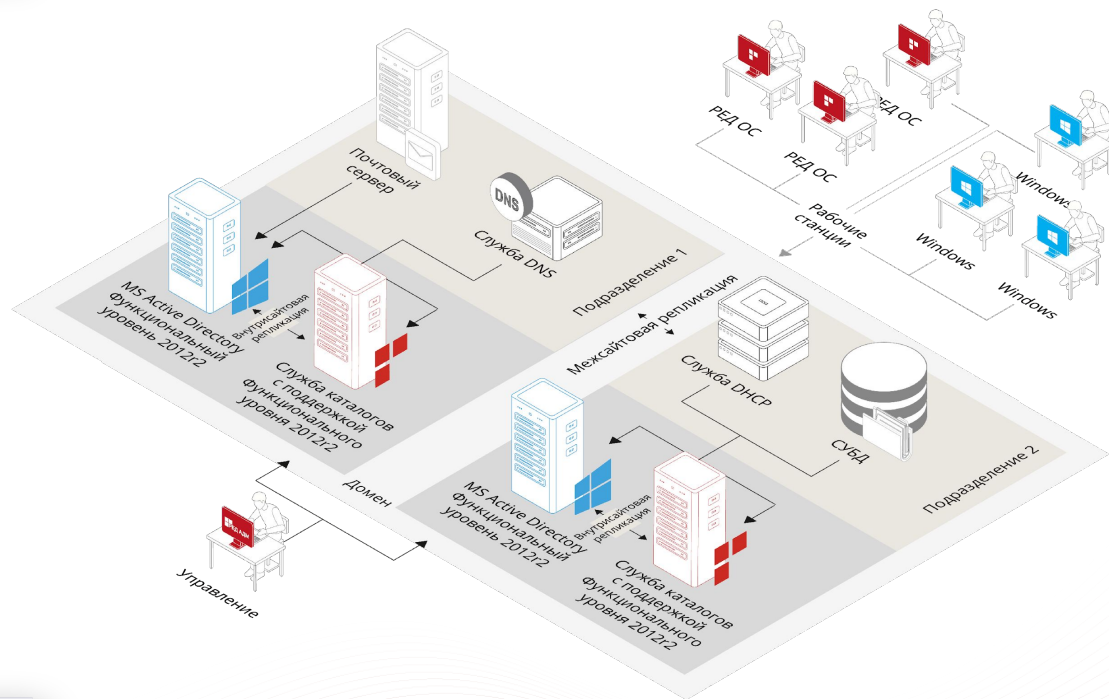 РЕД ОС
РЕД ОС
РЕД ОС
Windows
Windows
Windows
Рабочие
станции
Почтовый
сервер
DNS
Служба DNS
Подразделение 1
MS Active Directory
Функциональный
уровень 2012r2
Внутрисайтовая
репликация
Служба каталогов
с поддержкой
Функционального
уровня 2012r2
Межсайтовая репликация
Служба DHCP
СУБД
Подразделение 2
MS Active Directory
Функциональный
уровень 2012r2
Внутрисайтовая
репликация
Служба каталогов
с поддержкой
Функционального
уровня 2012r2
Домен
Управление